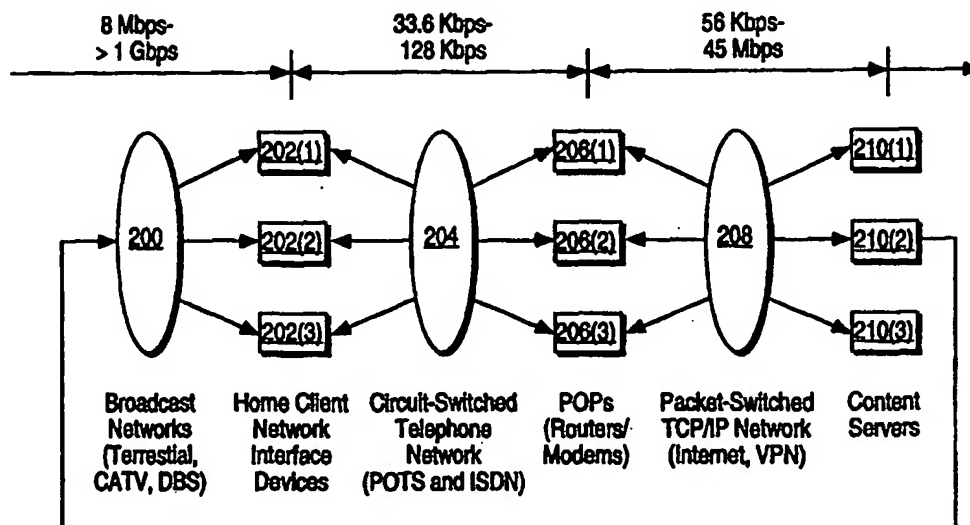 8 Mbps-
> 1 Gbps
33.6 Kbps-
128 Kbps
56 Kbps-
45 Mbps
202(1)
206(1)
210(1)
200
202(2)
204
206(2)
208
210(2)
202(3)
206(3)
210(3)
Broadcast
Networks
(Terrestial,
CATV, DBS)
Home Client
Network
Interface
Devices
Circuit-Switched
Telephone
Network
(POTS and ISDN)
POPs
(Routers/
Modems)
Packet-Switched
TCP/IP Network
(Internet, VPN)
Content
Servers